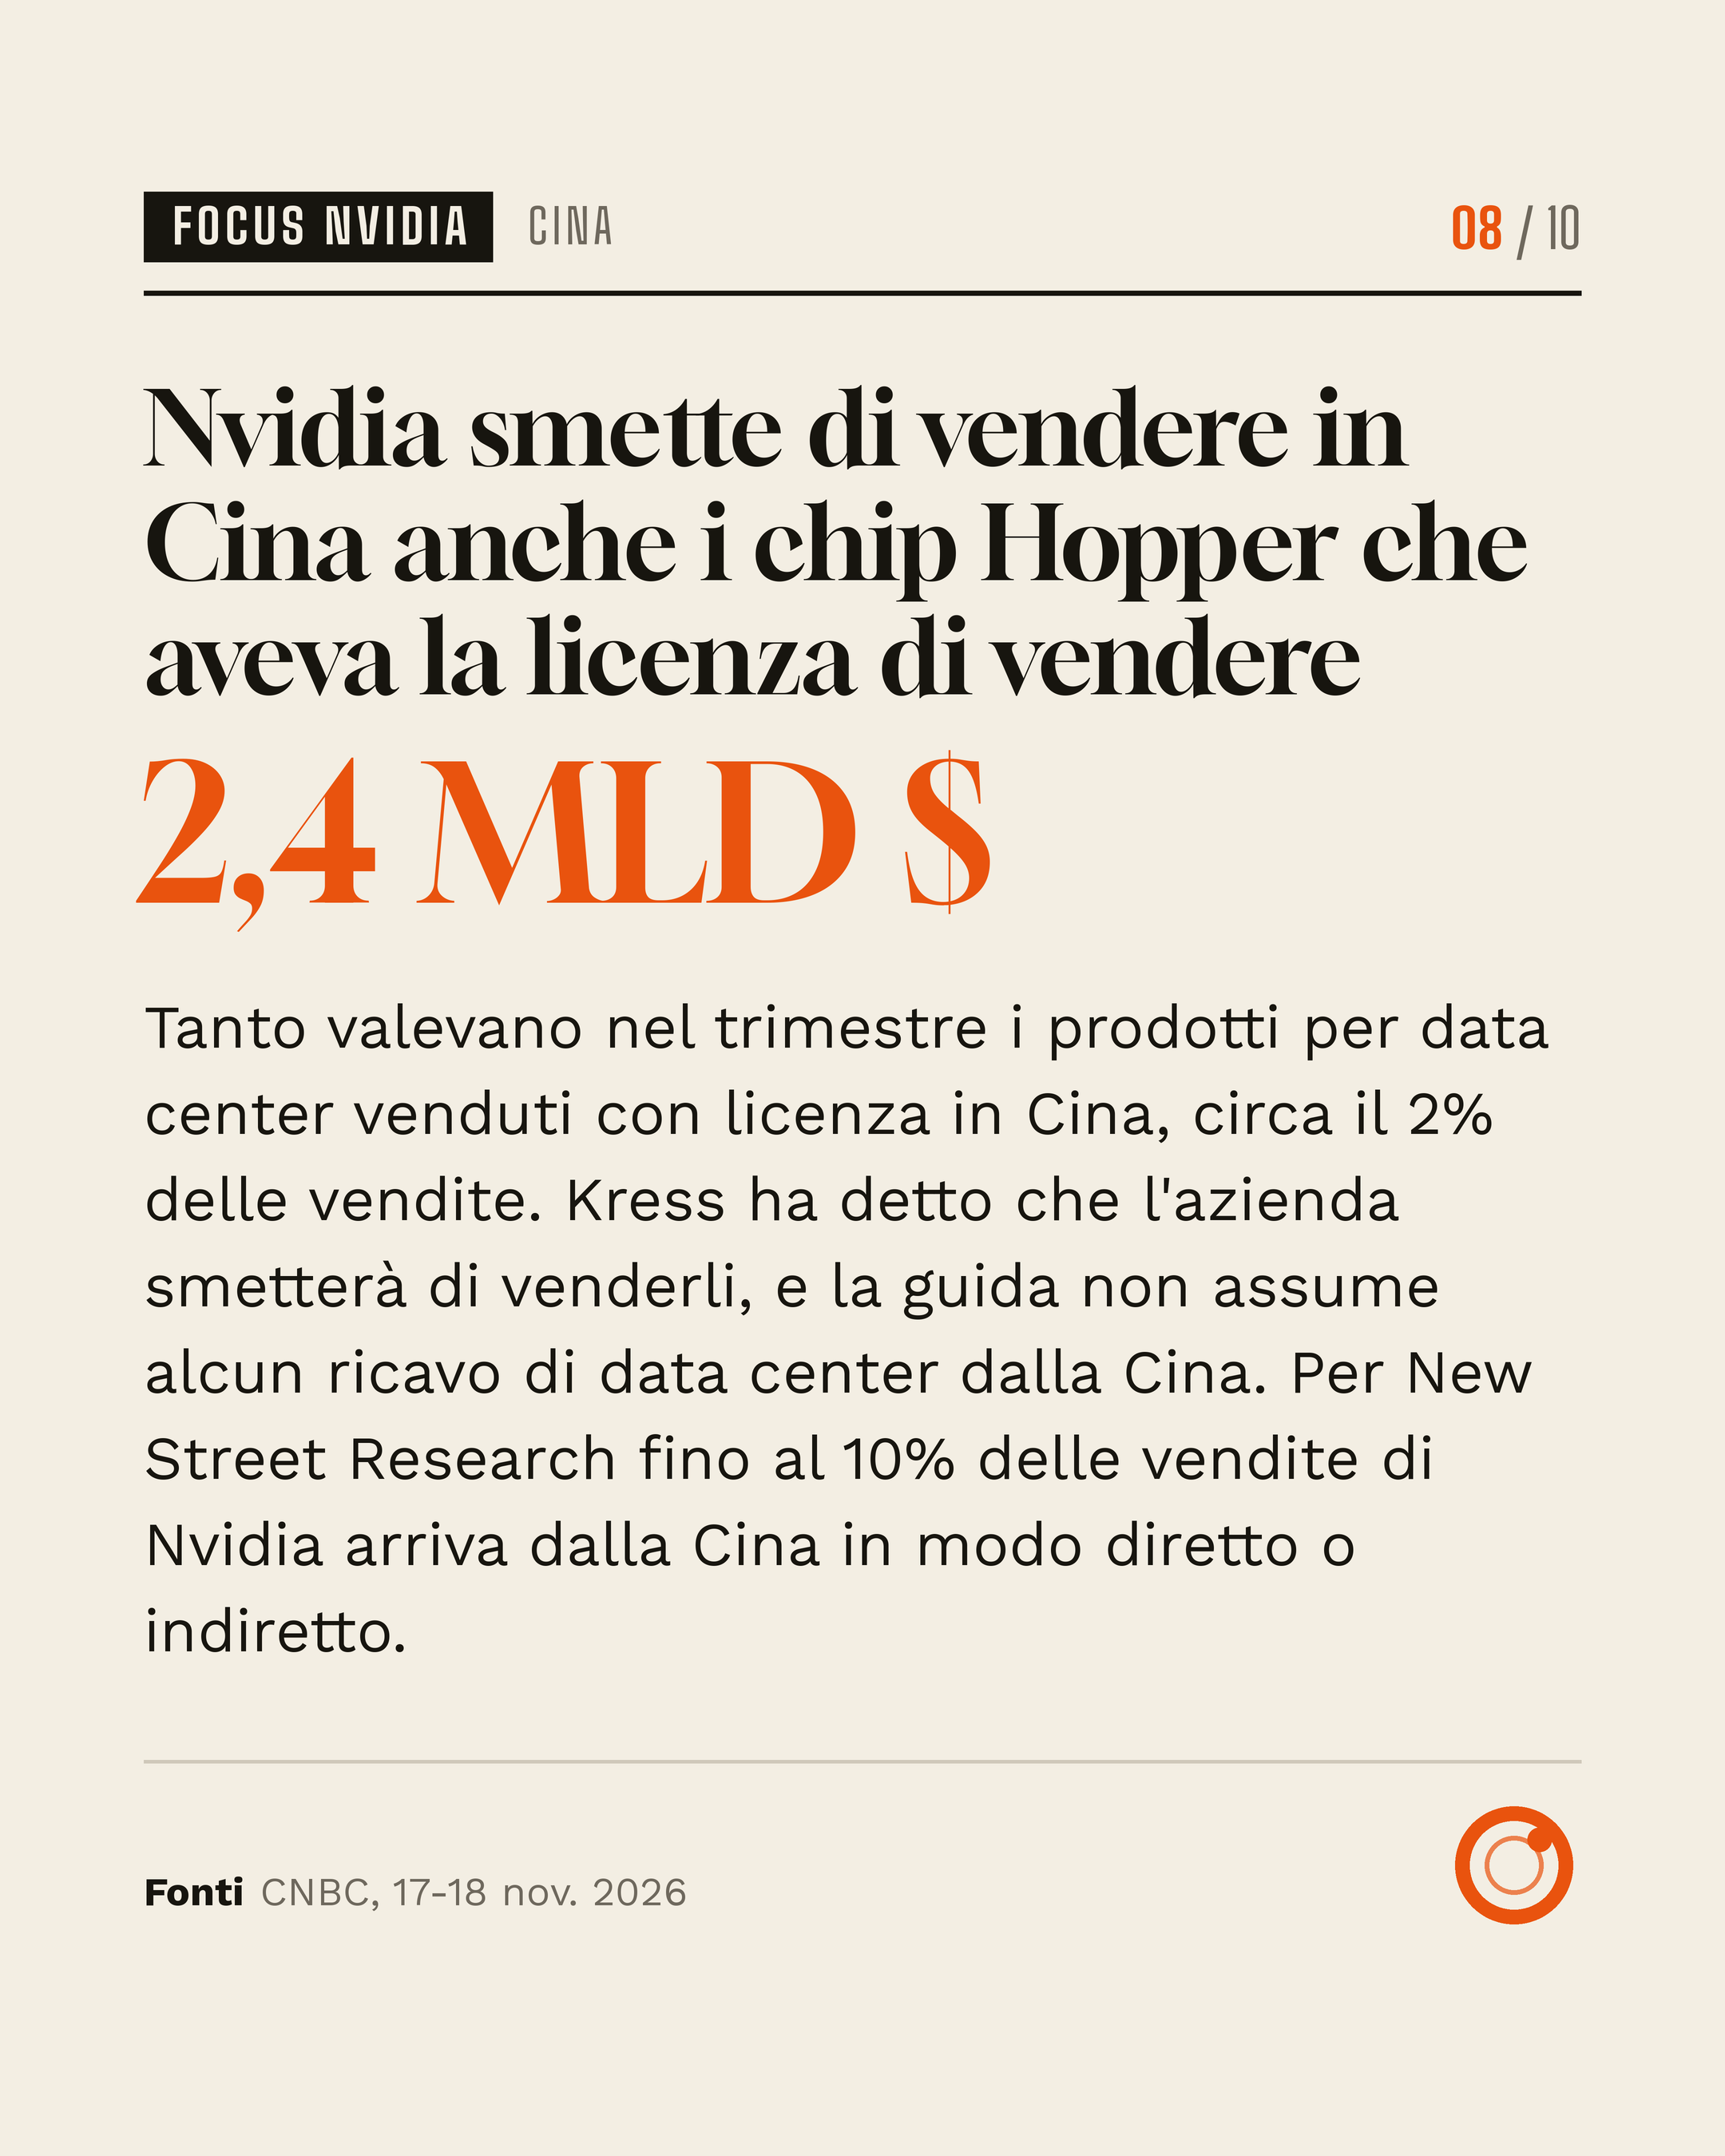 FOCUS NVIDIA CINA 08 / 10
Nvidia smette di vendere in
Cina anche i chip Hopper che
aveva la licenza di vendere
2,4 MLD $
Tanto valevano nel trimestre i prodotti per data
center venduti con licenza in Cina, circa il 2%
delle vendite. Kress ha detto che l'azienda
smetterà di venderli, e la guida non assume
alcun ricavo di data center dalla Cina. Per New
Street Research fino al 10% delle vendite di
Nvidia arriva dalla Cina in modo diretto o
indiretto.
Fonti CNBC, 17-18 nov. 2026